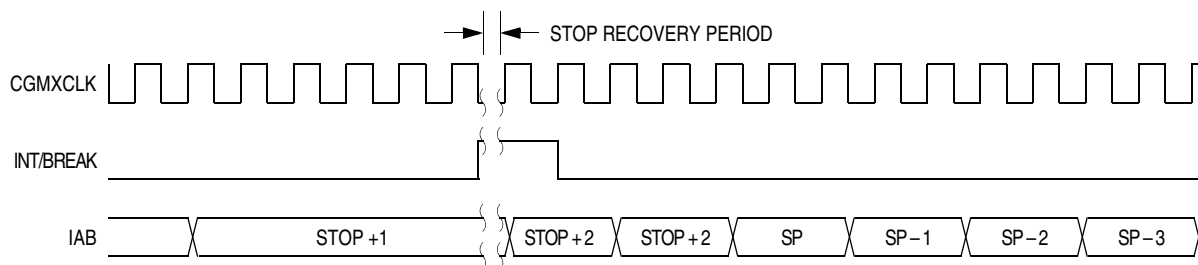 STOP RECOVERY PERIOD
CGMXCLK
INT/BREAK
IAB
STOP +1
STOP + 2
STOP + 2
SP
SP – 1
SP – 2
SP – 3